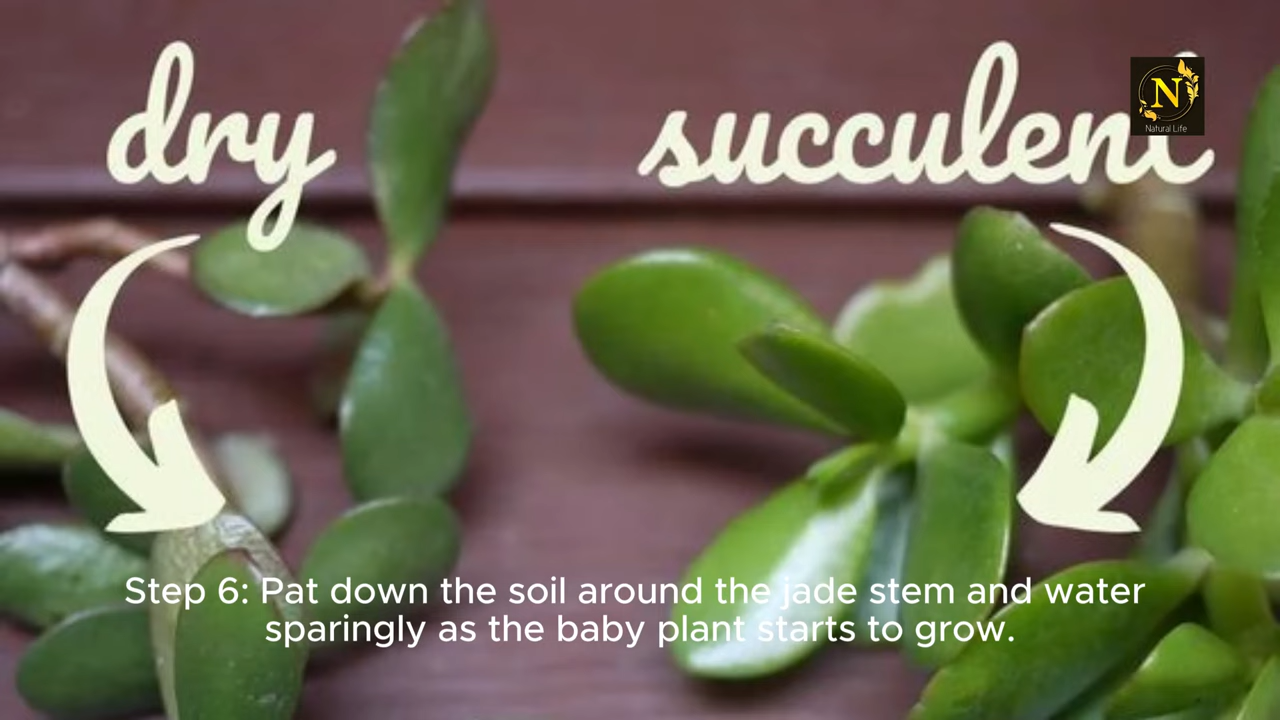 dry
succulent
N
Natural Life
Step 6: Pat down the soil around the jade stem and water
sparingly as the baby plant starts to grow.